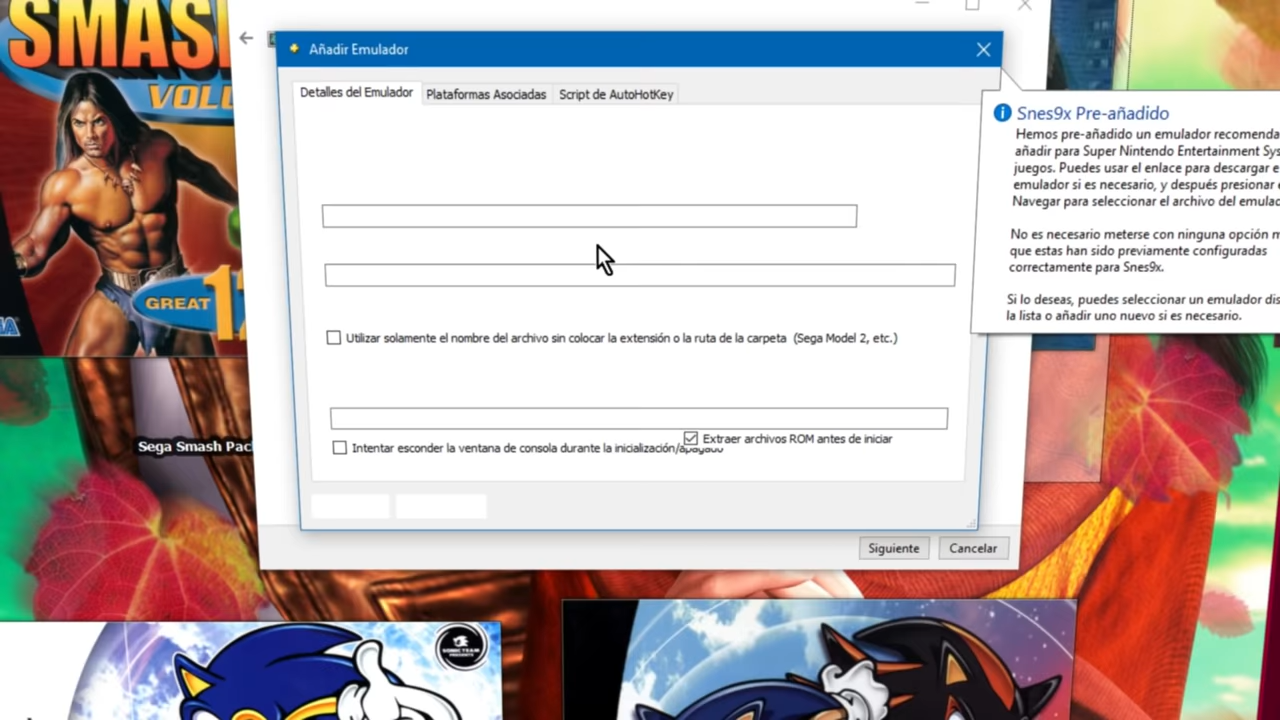 SMAS
VOL
GREAT 1
Sega Smash Pac
Añadir Emulador
Detalles del Emulador
Plataformas Asociadas
Script de AutoHotKey
Utilizar solamente el nombre del archivo sin colocar la extensión o la ruta de la carpeta (Sega Model 2, etc.)
Extraer archivos ROM antes de iniciar
Intentar esconder la ventana de consola durante la inicialización/apagado
Siguiente
Cancelar
Snes9x Pre-añadido
Hemos pre-añadido un emulador recomenda
añadir para Super Nintendo Entertainment Sys
juegos. Puedes usar el enlace para descargar e
emulador si es necesario, y después presionar
Navegar para seleccionar el archivo del emulac
No es necesario meterse con ninguna opción m
que estas han sido previamente configuradas
correctamente para Snes9x.
Si lo deseas, puedes seleccionar un emulador dis
la lista o añadir uno nuevo si es necesario.
SONIC TEAM